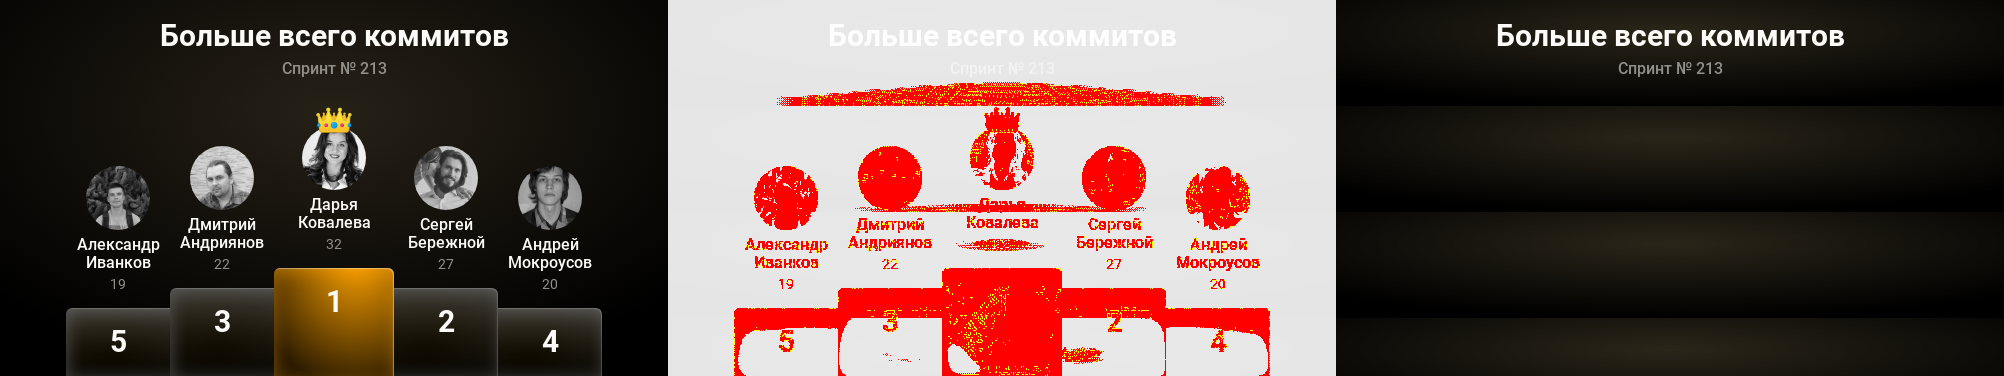 Больше всего коммитов
Спринт № 213
Дарья
Ковалева
32
Дмитрий
Андриянов
22
Сергей
Бережной
27
Александр
Иванков
19
Андрей
Мокроусов
20
1
3
2
5
4
Больше всего коммитов
Спринт № 213
Дарья
Ковалева
Дмитрий
Андриянов
22
Сергей
Бережной
27
Александр
Иванков
19
Андрей
Мокроусов
20
3
2
5
4
Больше всего коммитов
Спринт № 213